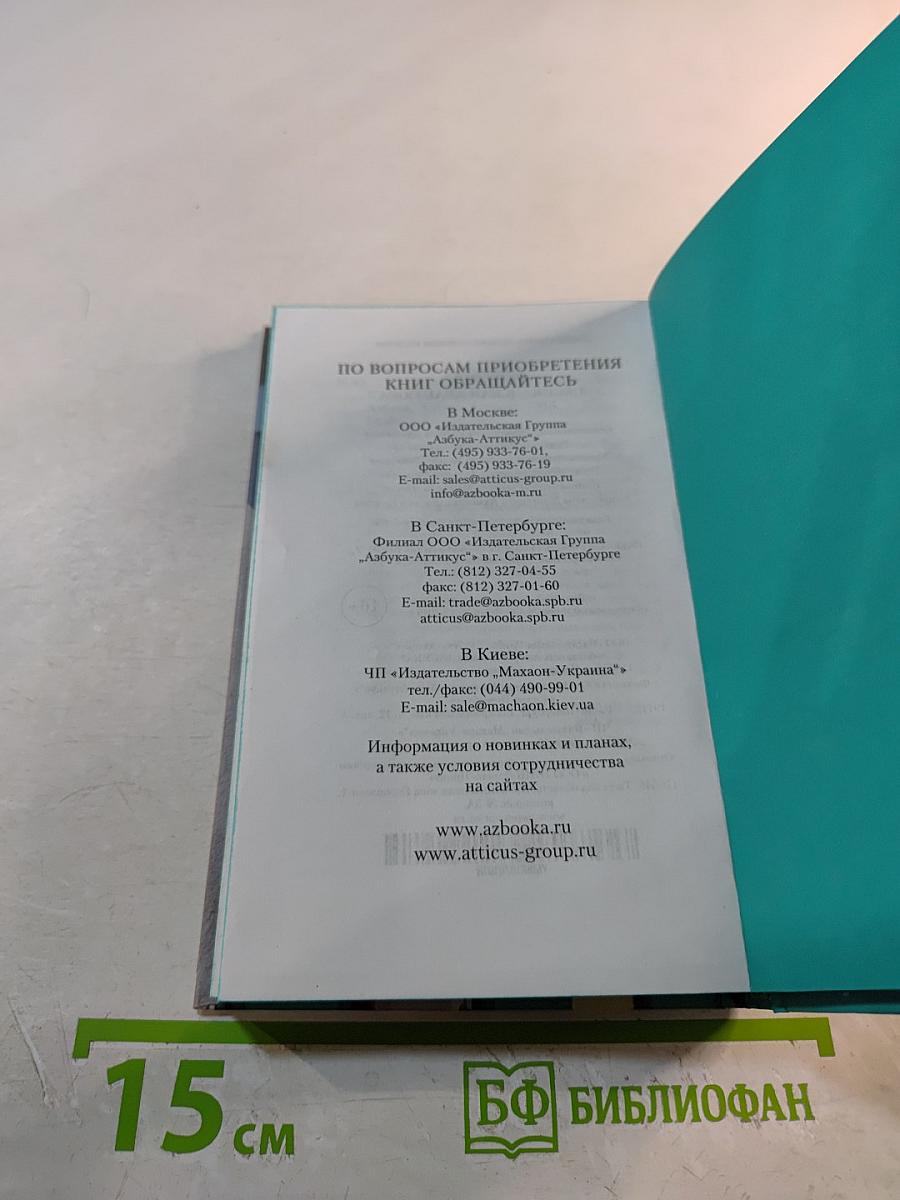 ПО ВОПРОСАМ ПРИОБРЕТЕНИЯ
КНИГ ОБРАЩАЙТЕСЬ
В Москве:
ООО «Издательская Группа
„Азбука-Аттикус“»
Тел.: (495) 933-76-01,
факс: (495) 933-76-19
E-mail: sales@atticus-group.ru
info@azbooka-m.ru
В Санкт-Петербурге:
Филиал ООО «Издательская Группа
„Азбука-Аттикус“» в г. Санкт-Петербурге
Тел.: (812) 327-04-55
факс: (812) 327-01-60
E-mail: trade@azbooka.spb.ru
atticus@azbooka.spb.ru
В Киеве:
ЧП «Издательство „Махаон-Украина“»
тел./факс: (044) 490-99-01
E-mail: sale@machaon.kiev.ua
Информация о новинках и планах,
а также условия сотрудничества
на сайтах
www.azbooka.ru
www.atticus-group.ru
15 см
БФ БИБЛИОФАН